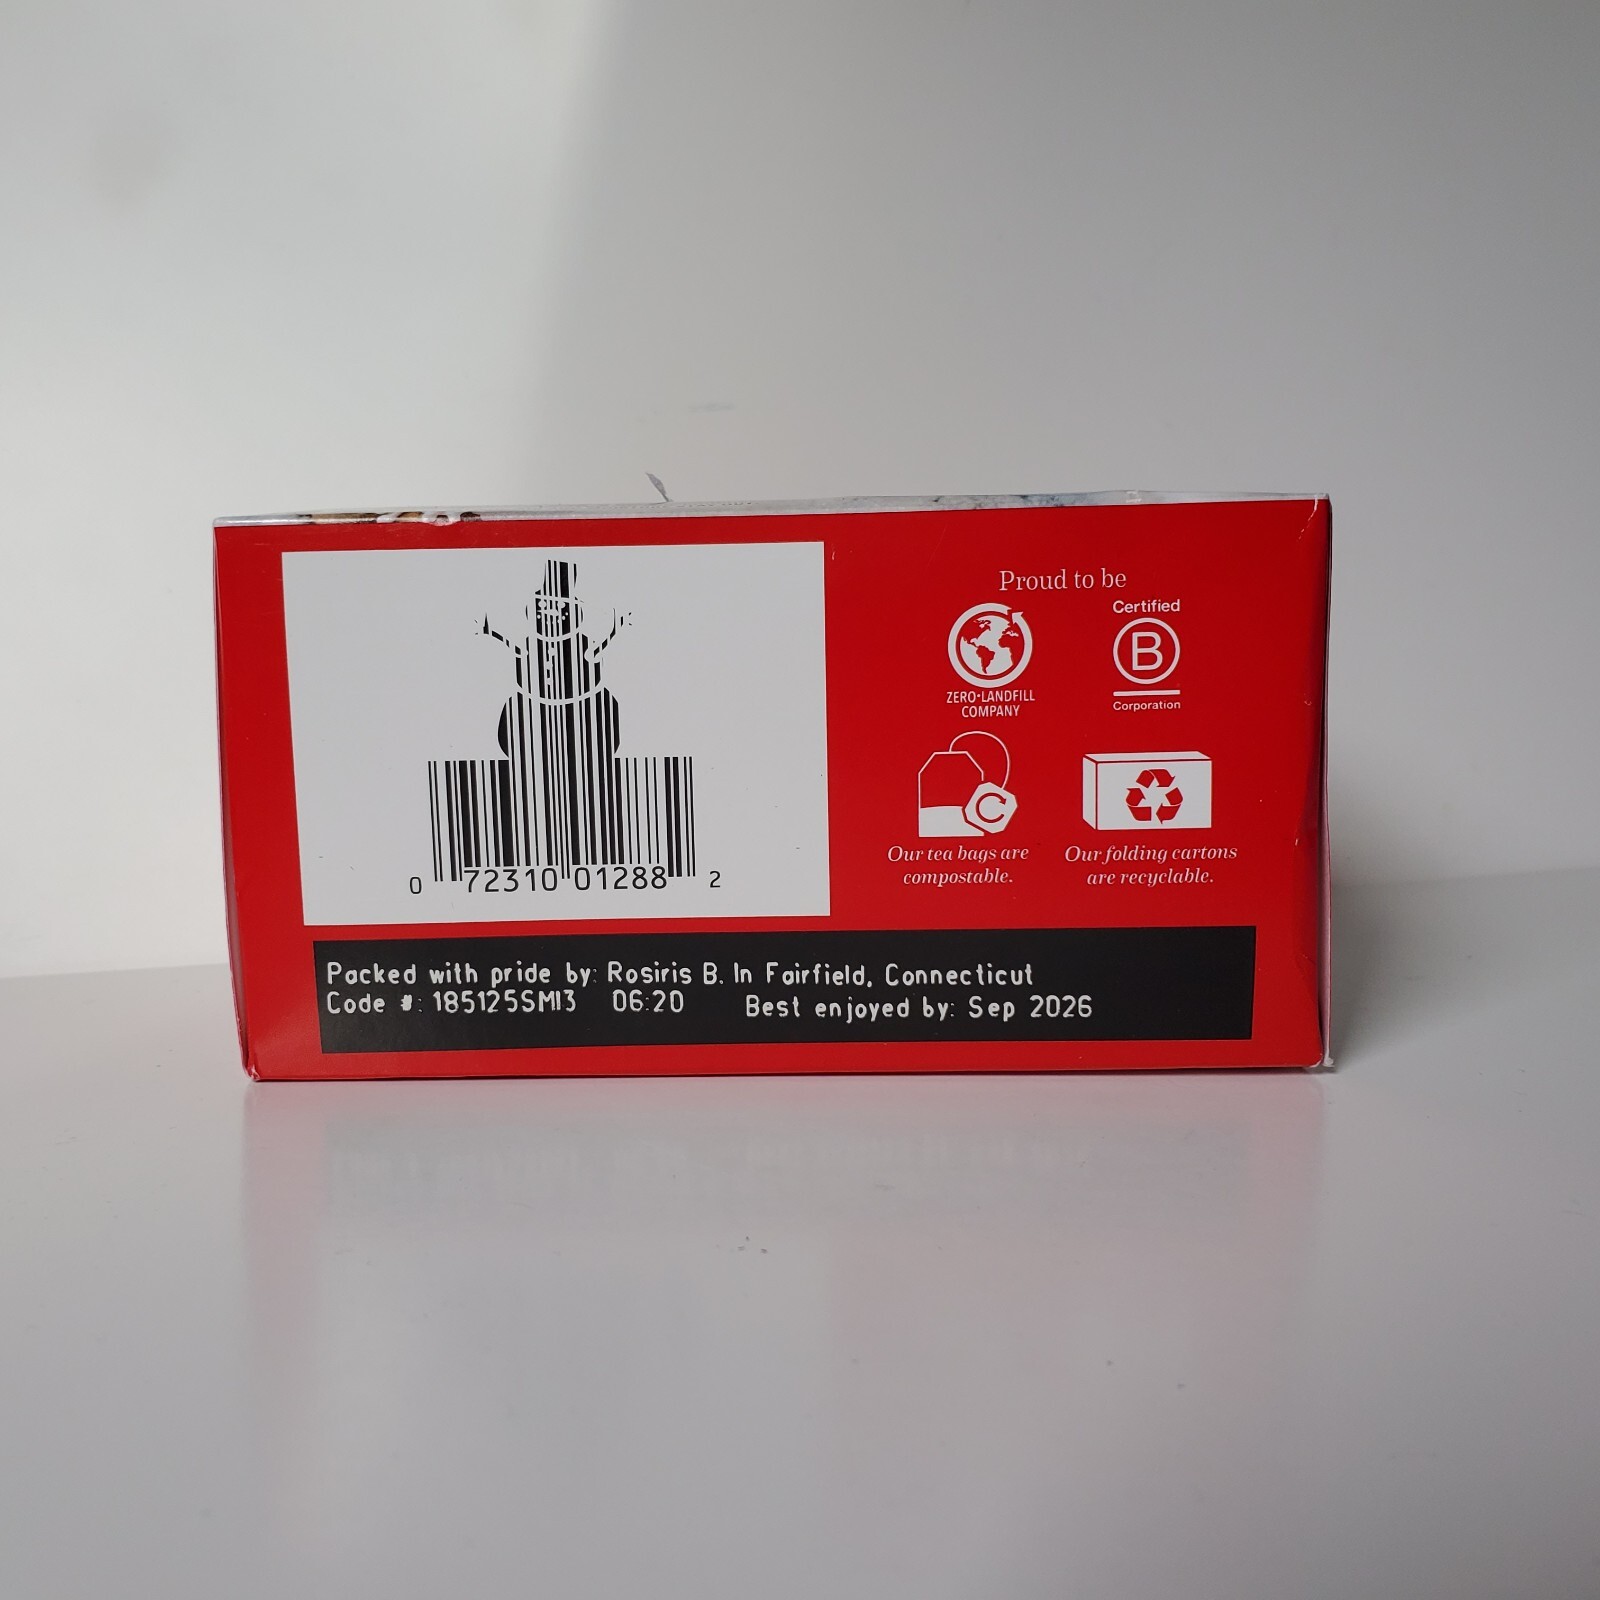 0 72310 01288 2
Proud to be
ZERO-LANDFILL
COMPANY
Certified
B
Corporation
C
Our tea bags are
compostable.
Our folding cartons
are recyclable.
Packed with pride by: Rosiris B. In Fairfield, Connecticut
Code #: 185125SMI3 06:20 Best enjoyed by: Sep 2026